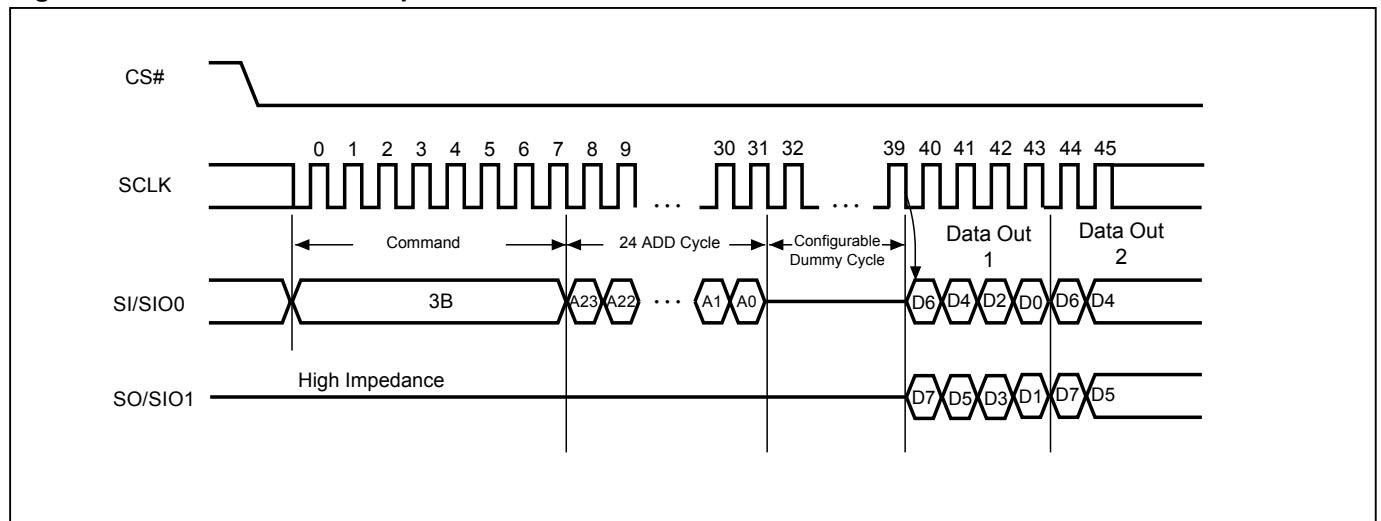 CS#
0 1 2 3 4 5 6 7 8 9 30 31 32 39 40 41 42 43 44 45
SCLK
... ...
Command
24 ADD Cycle
Configurable
Dummy Cycle
Data Out
1
Data Out
2
SI/SIO0
3B
A23 A22 ... A1 A0
D6 D4 D2 D0 D6 D4
High Impedance
SO/SIO1
D7 D5 D3 D1 D7 D5